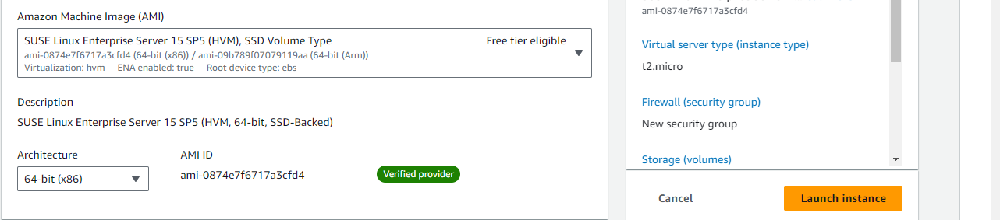 Amazon Machine Image (AMI)
SUSE Linux Enterprise Server 15 SP5 (HVM), SSD Volume Type
Free tier eligible
ami-0874e7f6717a3cfd4 (64-bit (x86)) / ami-09b789f07079119aa (64-bit (Arm))
Virtualization: hvm ENA enabled: true Root device type: ebs
Description
SUSE Linux Enterprise Server 15 SP5 (HVM, 64-bit, SSD-Backed)
Architecture
64-bit (x86)
AMI ID
ami-0874e7f6717a3cfd4
Verified provider
ami-0874e7f6717a3cfd4
Virtual server type (instance type)
t2.micro
Firewall (security group)
New security group
Storage (volumes)
Cancel
Launch instance